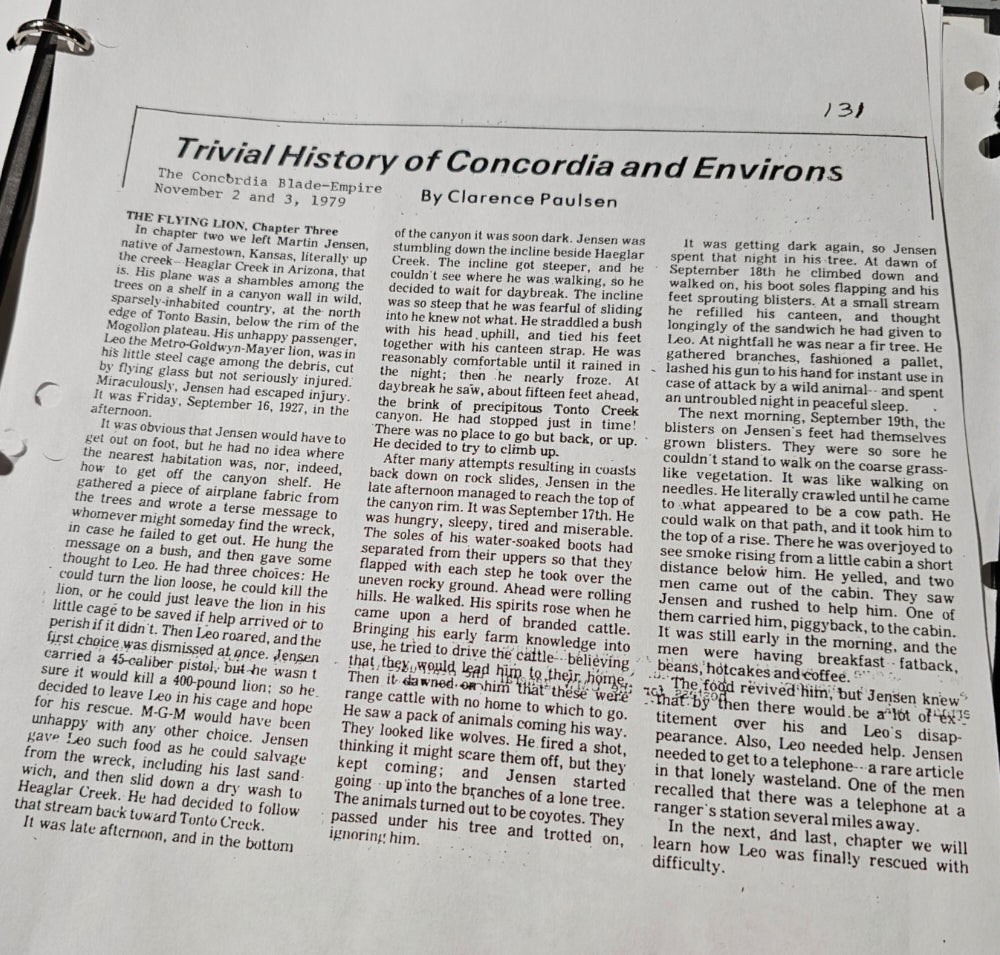 131
Trivial History of Concordia and Environs
The Concordia Blade-Empire
November 2 and 3, 1979
By Clarence Paulsen
THE FLYING LION, Chapter Three
In chapter two we left Martin Jensen,
native of Jamestown, Kansas, literally up
the creek-- Heaglar Creek in Arizona, that
is. His plane was a shambles among the
trees on a shelf in a canyon wall in wild,
sparsely-inhabited country, at the north
edge of Tonto Basin, below the rim of the
Mogollon plateau. His unhappy passenger,
Leo the Metro-Goldwyn-Mayer lion, was in
his little steel cage among the debris, cut
by flying glass but not seriously injured.
Miraculously, Jensen had escaped injury.
It was Friday, September 16, 1927, in the
afternoon.
It was obvious that Jensen would have to
get out on foot, but he had no idea where
the nearest habitation was, nor, indeed,
how to get off the canyon shelf. He
gathered a piece of airplane fabric from
the trees and wrote a terse message to
whomever might someday find the wreck,
in case he failed to get out. He hung the
message on a bush, and then gave some
thought to Leo. He had three choices: He
could turn the lion loose, he could kill the
lion, or he could just leave the lion in his
little cage to be saved if help arrived or to
perish if it didn't. Then Leo roared, and the
first choice was dismissed at once. Jensen
carried a 45-caliber pistol, but he wasn't
sure it would kill a 400-pound lion; so he
decided to leave Leo in his cage and hope
for his rescue. M-G-M would have been
unhappy with any other choice. Jensen
gave Leo such food as he could salvage
from the wreck, including his last sand-
wich, and then slid down a dry wash to
Heaglar Creek. He had decided to follow
that stream back toward Tonto Creek.
It was late afternoon, and in the bottom
of the canyon it was soon dark. Jensen was
stumbling down the incline beside Haeglar
Creek. The incline got steeper, and he
couldn't see where he was walking, so he
decided to wait for daybreak. The incline
was so steep that he was fearful of sliding
into he knew not what. He straddled a bush
with his head uphill, and tied his feet
together with his canteen strap. He was
reasonably comfortable until it rained in
the night; then he nearly froze. At
daybreak he saw, about fifteen feet ahead,
the brink of precipitous Tonto Creek
canyon. He had stopped just in time!
There was no place to go but back, or up.
He decided to try to climb up.
After many attempts resulting in coasts
back down on rock slides, Jensen in the
late afternoon managed to reach the top of
the canyon rim. It was September 17th. He
was hungry, sleepy, tired and miserable.
The soles of his water-soaked boots had
separated from their uppers so that they
flapped with each step he took over the
uneven rocky ground. Ahead were rolling
hills. He walked. His spirits rose when he
came upon a herd of branded cattle.
Bringing his early farm knowledge into
use, he tried to drive the cattle-- believing
that they would lead him to their home.
Then it dawned on him that these were
range cattle with no home to which to go.
He saw a pack of animals coming his way.
They looked like wolves. He fired a shot,
thinking it might scare them off, but they
kept coming; and Jensen started
going up into the branches of a lone tree.
The animals turned out to be coyotes. They
passed under his tree and trotted on,
ignoring him.
It was getting dark again, so Jensen
spent that night in his tree. At dawn of
September 18th he climbed down and
walked on, his boot soles flapping and his
feet sprouting blisters. At a small stream
he refilled his canteen, and thought
longingly of the sandwich he had given to
Leo. At nightfall he was near a fir tree. He
gathered branches, fashioned a pallet,
lashed his gun to his hand for instant use in
case of attack by a wild animal-- and spent
an untroubled night in peaceful sleep.
The next morning, September 19th, the
blisters on Jensen's feet had themselves
grown blisters. They were so sore he
couldn't stand to walk on the coarse grass-
like vegetation. It was like walking on
needles. He literally crawled until he came
to what appeared to be a cow path. He
could walk on that path, and it took him to
the top of a rise. There he was overjoyed to
see smoke rising from a little cabin a short
distance below him. He yelled, and two
men came out of the cabin. They saw
Jensen and rushed to help him. One of
them carried him, piggyback, to the cabin.
It was still early in the morning, and the
men were having breakfast-- fatback,
beans, hotcakes and coffee.
The food revived him, but Jensen knew
that by then there would be a lot of ex-
titement over his and Leo's disap-
pearance. Also, Leo needed help. Jensen
needed to get to a telephone-- a rare article
in that lonely wasteland. One of the men
recalled that there was a telephone at a
ranger's station several miles away.
In the next, and last, chapter we will
learn how Leo was finally rescued with
difficulty.